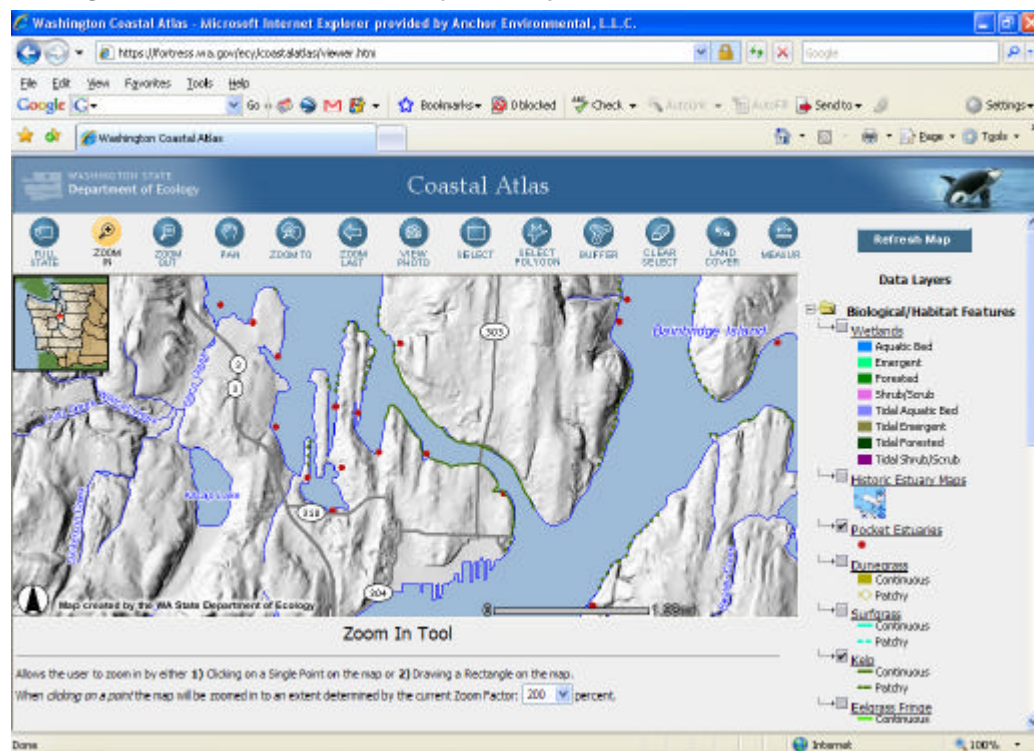 Washington Coastal Atlas - Microsoft Internet Explorer provided by Anchor Environmental, L.L.C.
https://fortress.wa.gov/ecy/coastalatlas/viewer.htm
Google
File Edit View Favorites Tools Help
Google G Go Bookmarks 0 blocked Check AutoLink AutoFill Send to Settings
Washington Coastal Atlas Page Tools
WASHINGTON STATE
Department of Ecology
Coastal Atlas
FULL STATE
ZOOM IN
ZOOM OUT
PAN
ZOOM TO
ZOOM LAST
VIEW PHOTO
SELECT
SELECT POLYGON
BUFFER
CLEAR SELECT
LAND COVER
MEASUR
Refresh Map
Data Layers
Biological/Habitat Features
Wetlands
Aquatic Bed
Emergent
Forested
Shrub/Scrub
Tidal Aquatic Bed
Tidal Emergent
Tidal Forested
Tidal Shrub/Scrub
Historic Estuary Maps
Pocket Estuaries
Dunegrass
Continuous
Patchy
Surfgrass
Continuous
Patchy
Kelp
Continuous
Patchy
Eelgrass Fringe
Continuous
303
Bainbridge Island
3
3
Kitsap Lake
310
304
Map created by the WA State Department of Ecology
0
Zoom In Tool
Allows the user to zoom in by either 1) Clicking on a Single Point on the map or 2) Drawing a Rectangle on the map.
When clicking on a point the map will be zoomed in to an extent determined by the current Zoom Factor: 200 percent.
Done Internet 100%